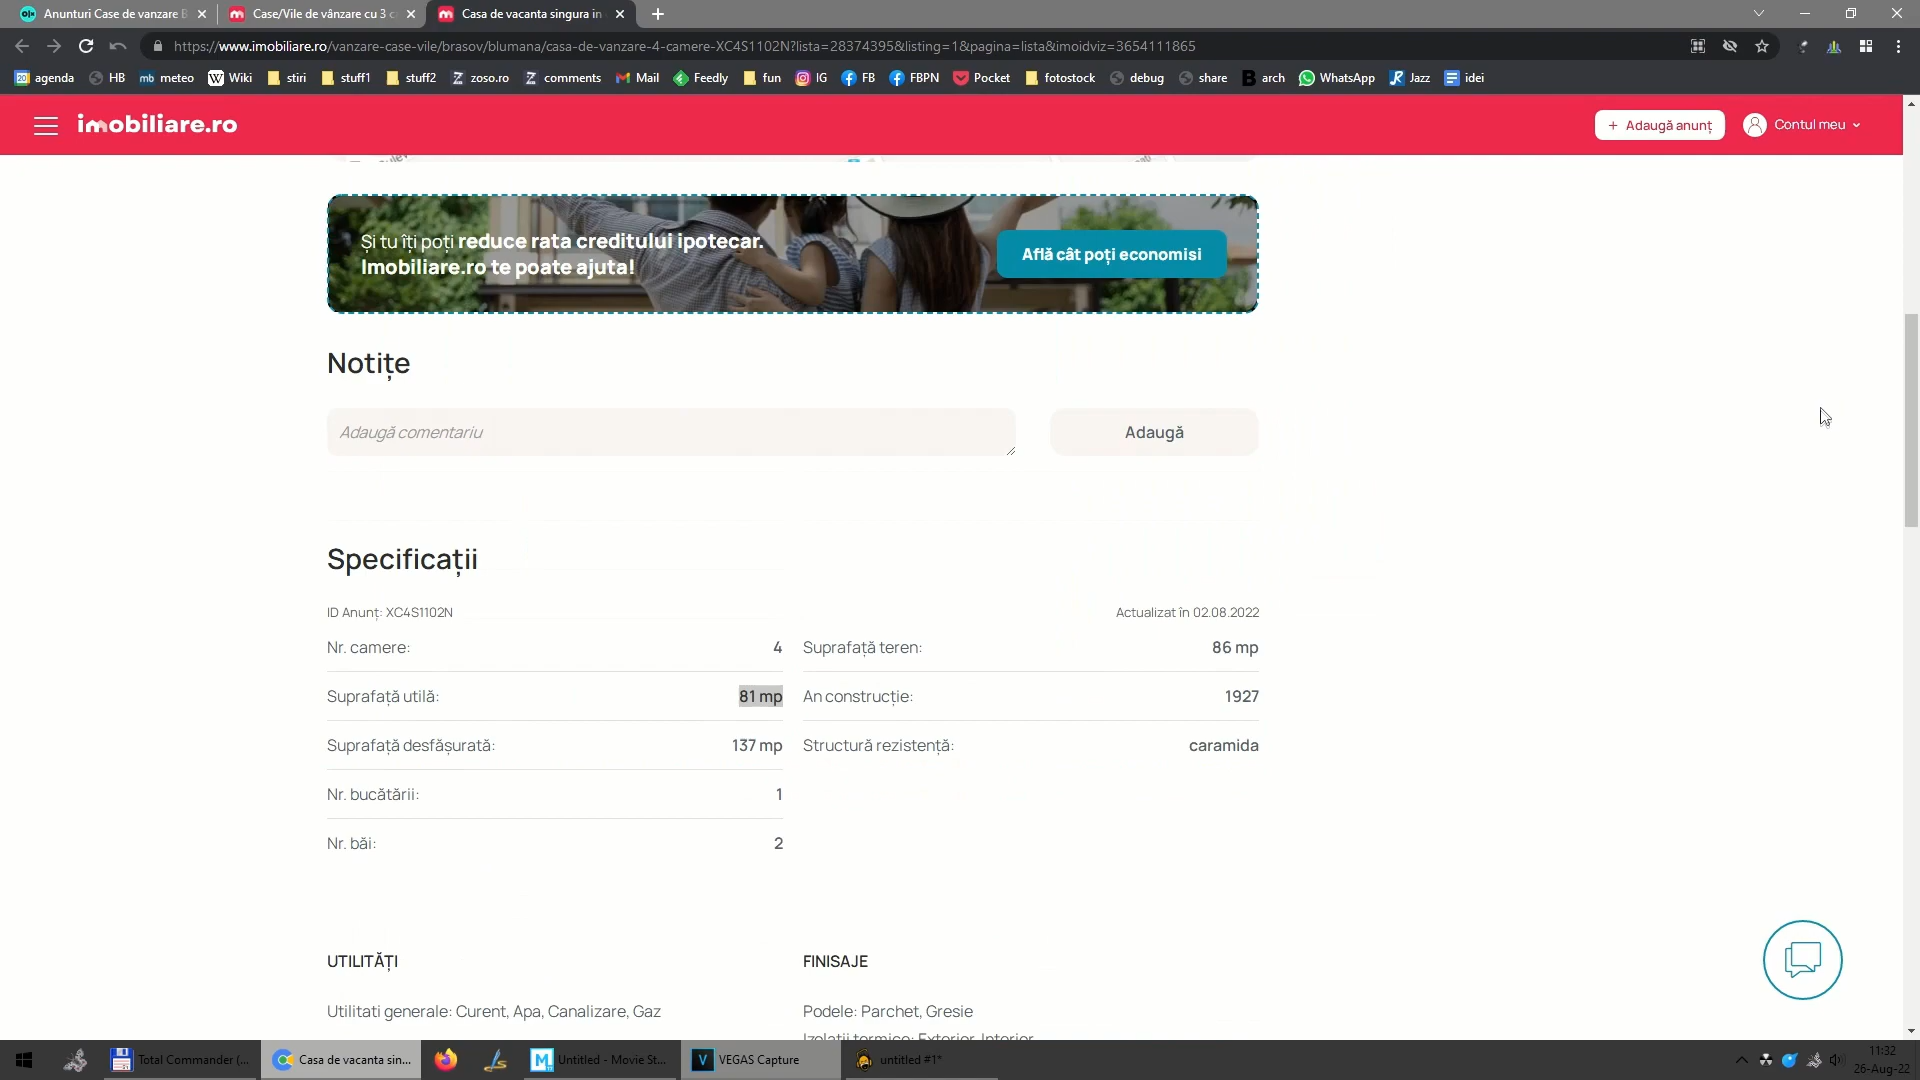 Anunturi Case de vanzare B
Case/Vile de vânzare cu 3 c
Casa de vacanta singura in
https://www.imobiliare.ro/vanzare-case-vile/brasov/blumana/casa-de-vanzare-4-camere-XC4S1102N?lista=28374395&listing=1&pagina=lista&imoidviz=3654111865
agenda HB mb meteo Wiki stiri stuff1 stuff2 zoso.ro comments Mail Feedly fun IG FB FBPN Pocket fotostock debug share arch WhatsApp Jazz idei
imobiliare.ro
+ Adaugă anunț
Contul meu
Și tu îți poți reduce rata creditului ipotecar.
Imobiliare.ro te poate ajuta!
Află cât poți economisi
Notițe
Adaugă comentariu
Adaugă
Specificații
ID Anunț: XC4S1102N
Actualizat în 02.08.2022
Nr. camere: 4
Suprafață teren: 86 mp
Suprafață utilă: 81 mp
An construcție: 1927
Suprafață desfășurată: 137 mp
Structură rezistență: caramida
Nr. bucătării: 1
Nr. băi: 2
UTILITĂȚI
FINISAJE
Utilitati generale: Curent, Apa, Canalizare, Gaz
Podele: Parchet, Gresie
Izolatii termice: Exterior, Interior
Total Commander (...
Casa de vacanta sin...
Untitled - Movie St...
VEGAS Capture
untitled #1*
11:32
26-Aug-22